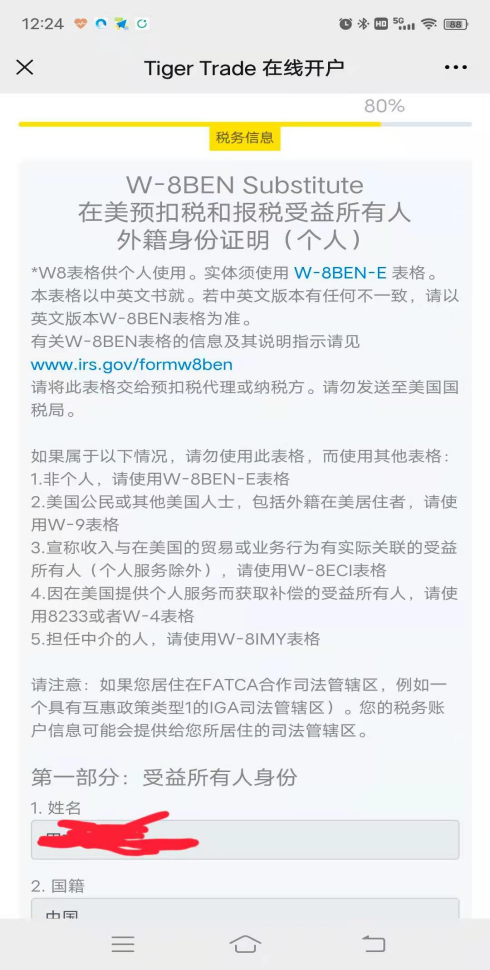 12:24
HD
5G
88
Tiger Trade 在线开户
80%
税务信息
W-8BEN Substitute
在美预扣税和报税受益所有人
外籍身份证明（个人）
*W8表格供个人使用。实体须使用 W-8BEN-E 表格。
本表格以中英文书就。若中英文版本有任何不一致，请以
英文版本W-8BEN表格为准。
有关W-8BEN表格的信息及其说明指示请见
www.irs.gov/formw8ben
请将此表格交给预扣税代理或纳税方。请勿发送至美国国
税局。
如果属于以下情况，请勿使用此表格，而使用其他表格：
1.非个人，请使用W-8BEN-E表格
2.美国公民或其他美国人士，包括外籍在美居住者，请使
用W-9表格
3.宣称收入与在美国的贸易或业务行为有实际关联的受益
所有人（个人服务除外），请使用W-8ECI表格
4.因在美国提供个人服务而获取补偿的受益所有人，请使
用8233或者W-4表格
5.担任中介的人，请使用W-8IMY表格
请注意：如果您居住在FATCA合作司法管辖区，例如一
个具有互惠政策类型1的IGA司法管辖区）。您的税务账
户信息可能会提供给您所居住的司法管辖区。
第一部分：受益所有人身份
1. 姓名
2. 国籍
中国